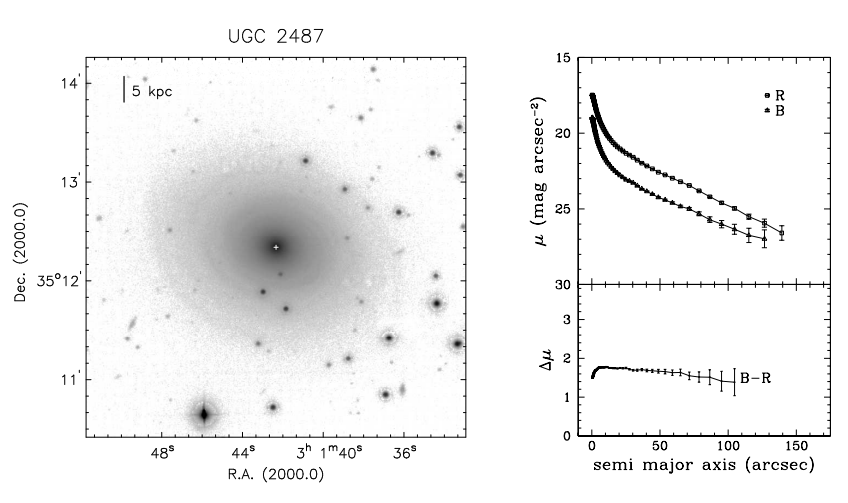 UGC 2487
14'
5 kpc
13'
35°12'
11'
Dec. (2000.0)
48ˢ 44ˢ 3ʰ 1ᵐ40ˢ 36ˢ
R.A. (2000.0)
15
20
25
30
μ (mag arcsec⁻²)
R
B
3
2
1
0
Δμ
B−R
0 50 100 150
semi major axis (arcsec)